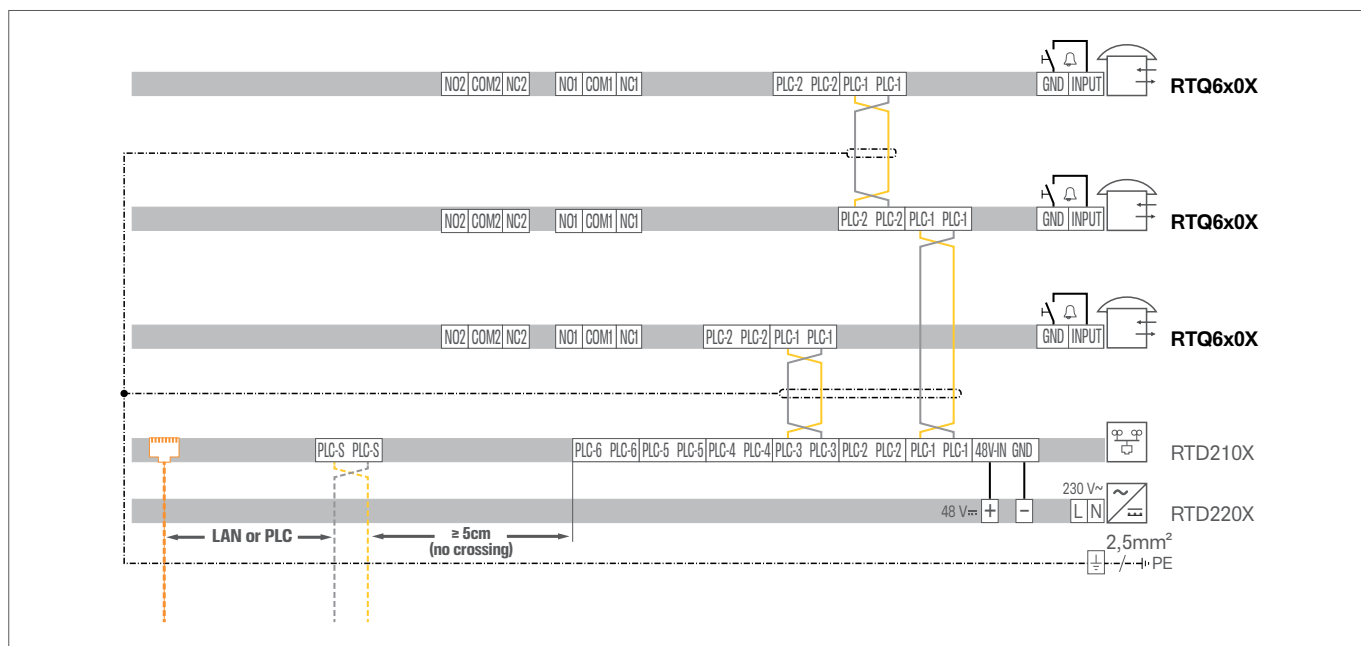 NO2 COM2 NC2 NO1 COM1 NC1 PLC-2 PLC-2 PLC-1 PLC-1 GND INPUT RTQ6x0X
NO2 COM2 NC2 NO1 COM1 NC1 PLC-2 PLC-2 PLC-1 PLC-1 GND INPUT RTQ6x0X
NO2 COM2 NC2 NO1 COM1 NC1 PLC-2 PLC-2 PLC-1 PLC-1 GND INPUT RTQ6x0X
PLC-S PLC-S PLC-6 PLC-6 PLC-5 PLC-5 PLC-4 PLC-4 PLC-3 PLC-3 PLC-2 PLC-2 PLC-1 PLC-1 48V-IN GND RTD210X
230 V~
48 V⎓ + − L N RTD220X
LAN or PLC ≥ 5cm
(no crossing)
2,5mm²
PE